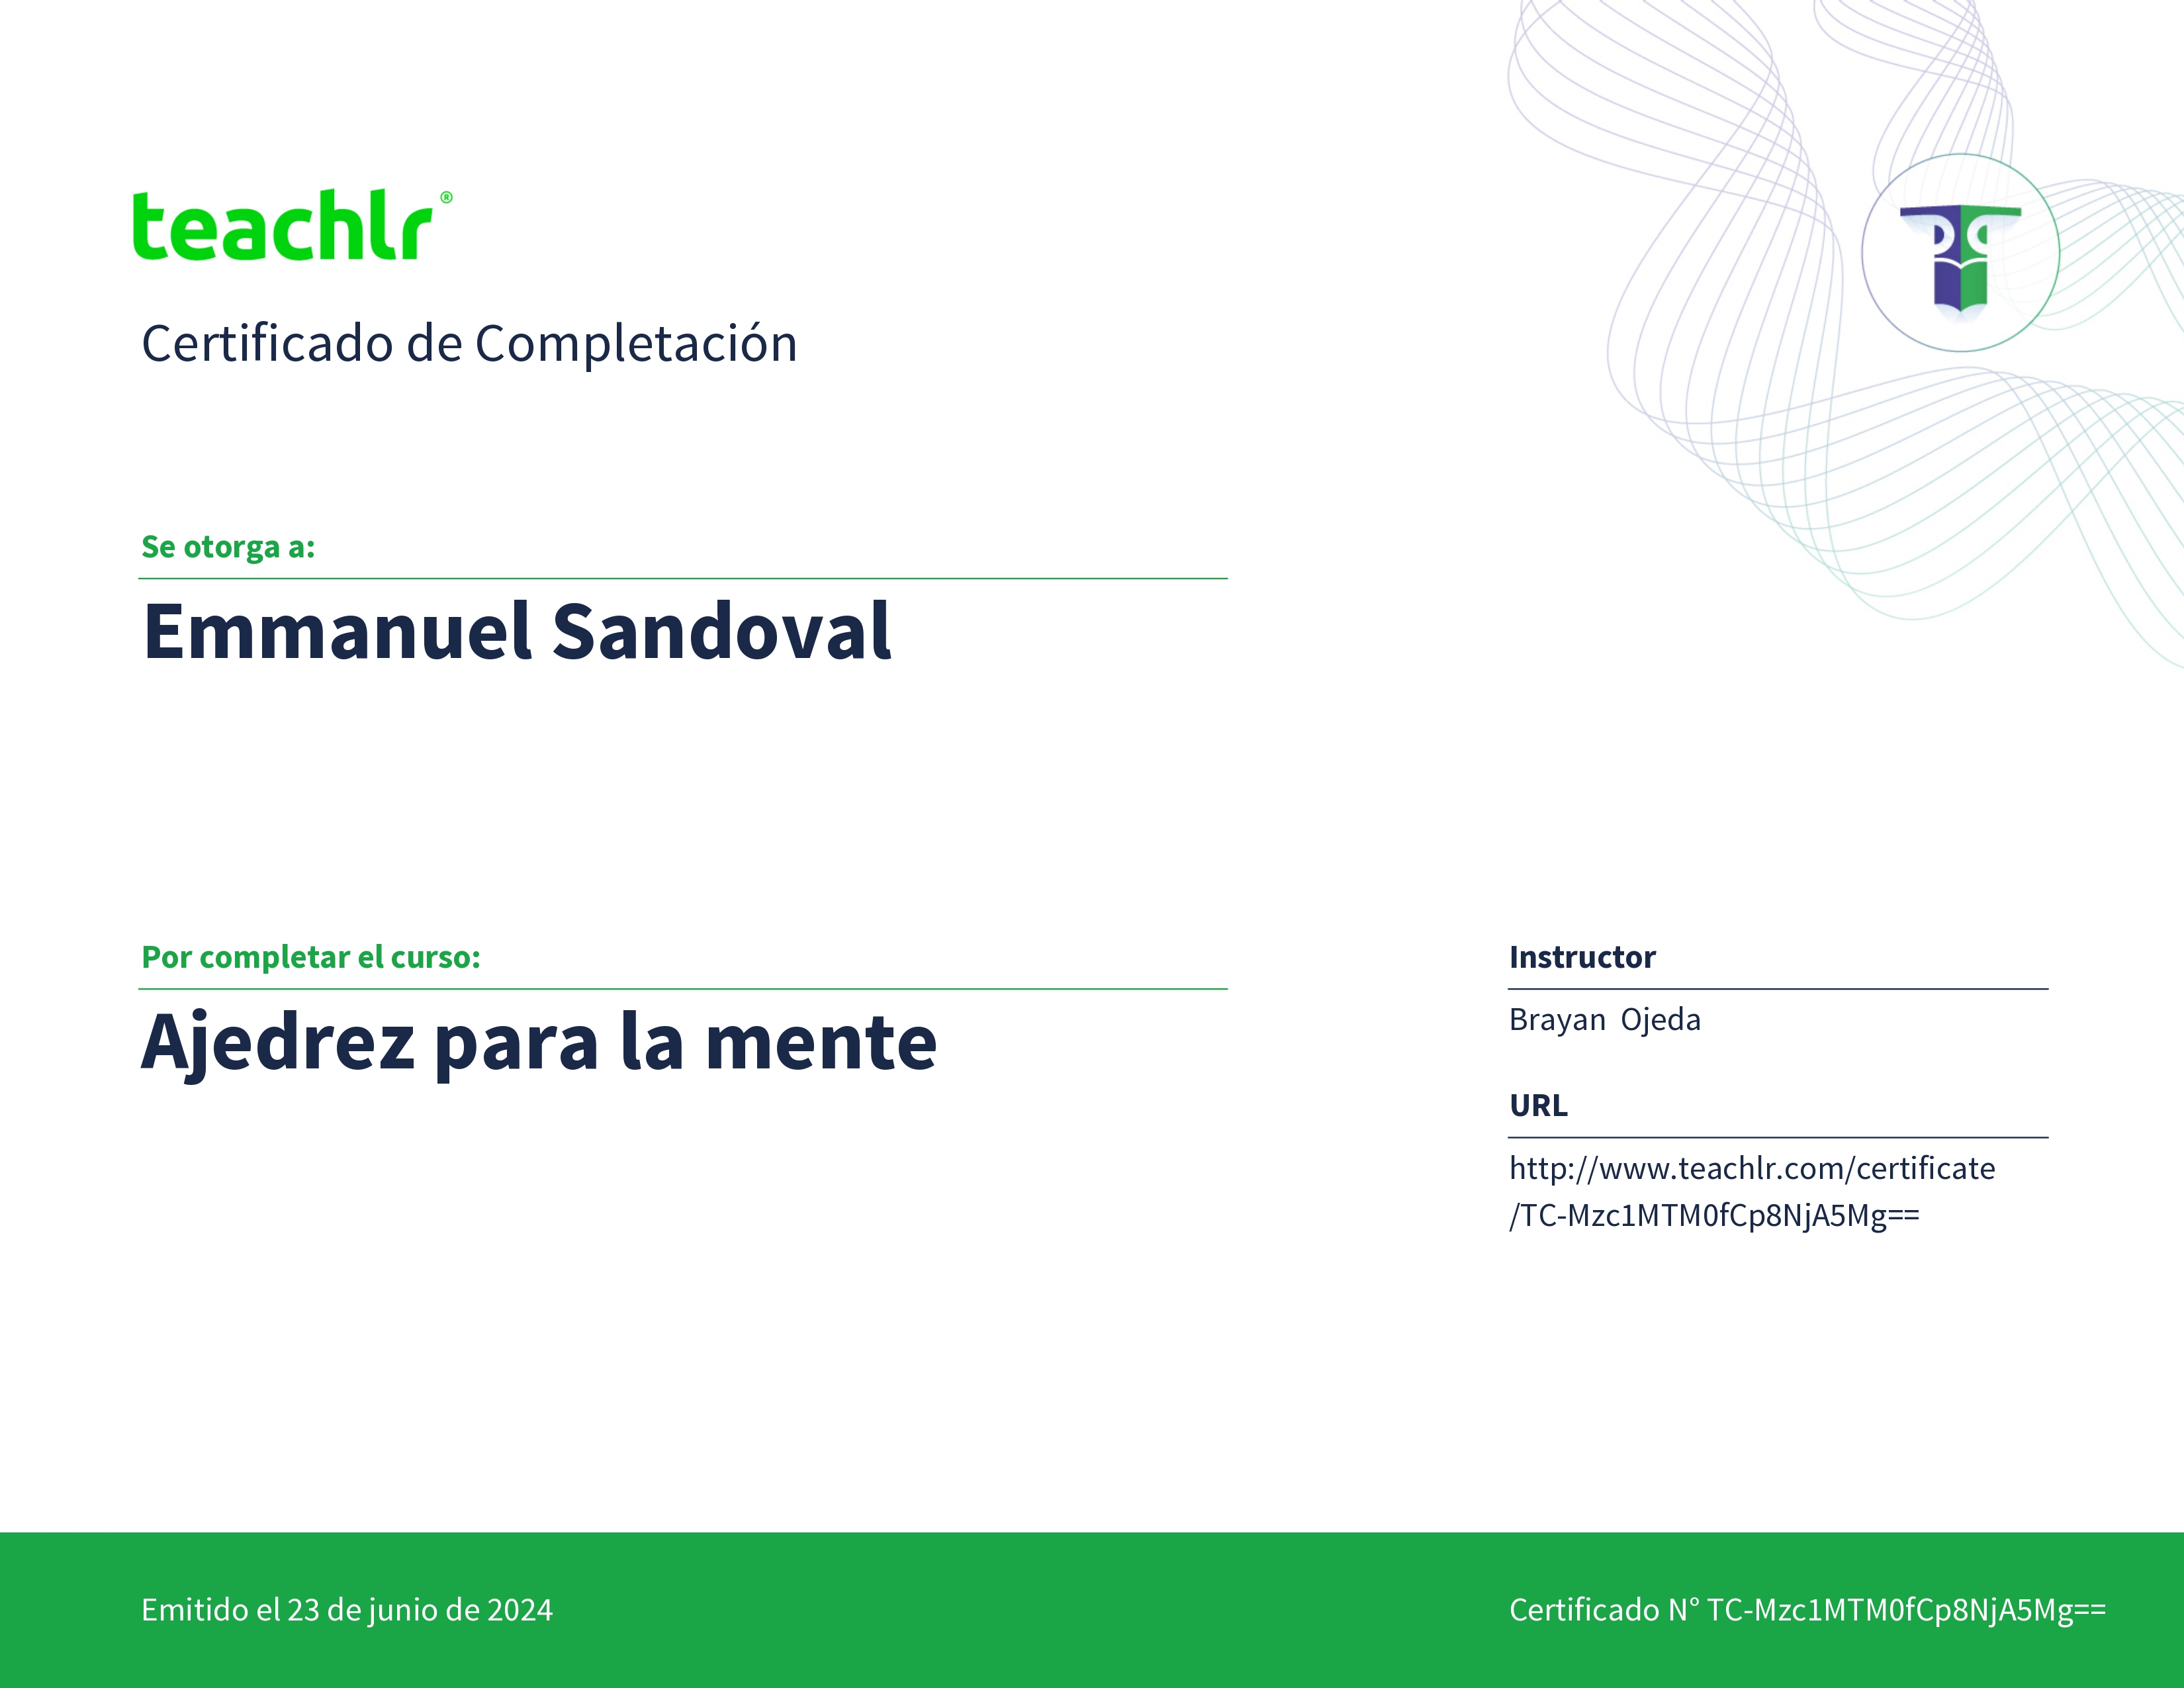 teachlr®
Certificado de Completación
Se otorga a:
Emmanuel Sandoval
Por completar el curso:
Ajedrez para la mente
Instructor
Brayan  Ojeda
URL
http://www.teachlr.com/certificate
/TC-Mzc1MTM0fCp8NjA5Mg==
Emitido el 23 de junio de 2024
Certificado N° TC-Mzc1MTM0fCp8NjA5Mg==